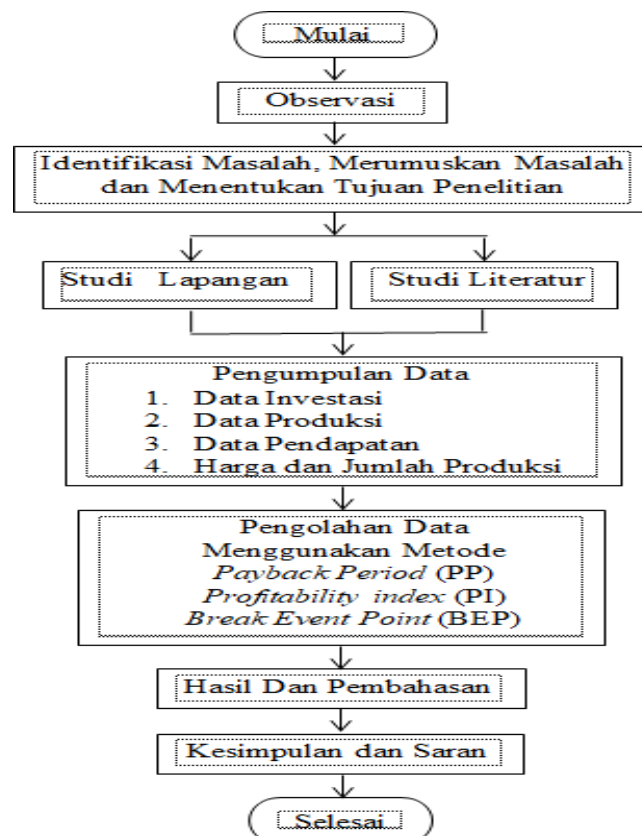 Mulai
Observasi
Identifikasi Masalah, Merumuskan Masalah
dan Menentukan Tujuan Penelitian
Studi Lapangan
Studi Literatur
Pengumpulan Data
1. Data Investasi
2. Data Produksi
3. Data Pendapatan
4. Harga dan Jumlah Produksi
Pengolahan Data
Menggunakan Metode
Payback Period (PP)
Profitability index (PI)
Break Event Point (BEP)
Hasil Dan Pembahasan
Kesimpulan dan Saran
Selesai